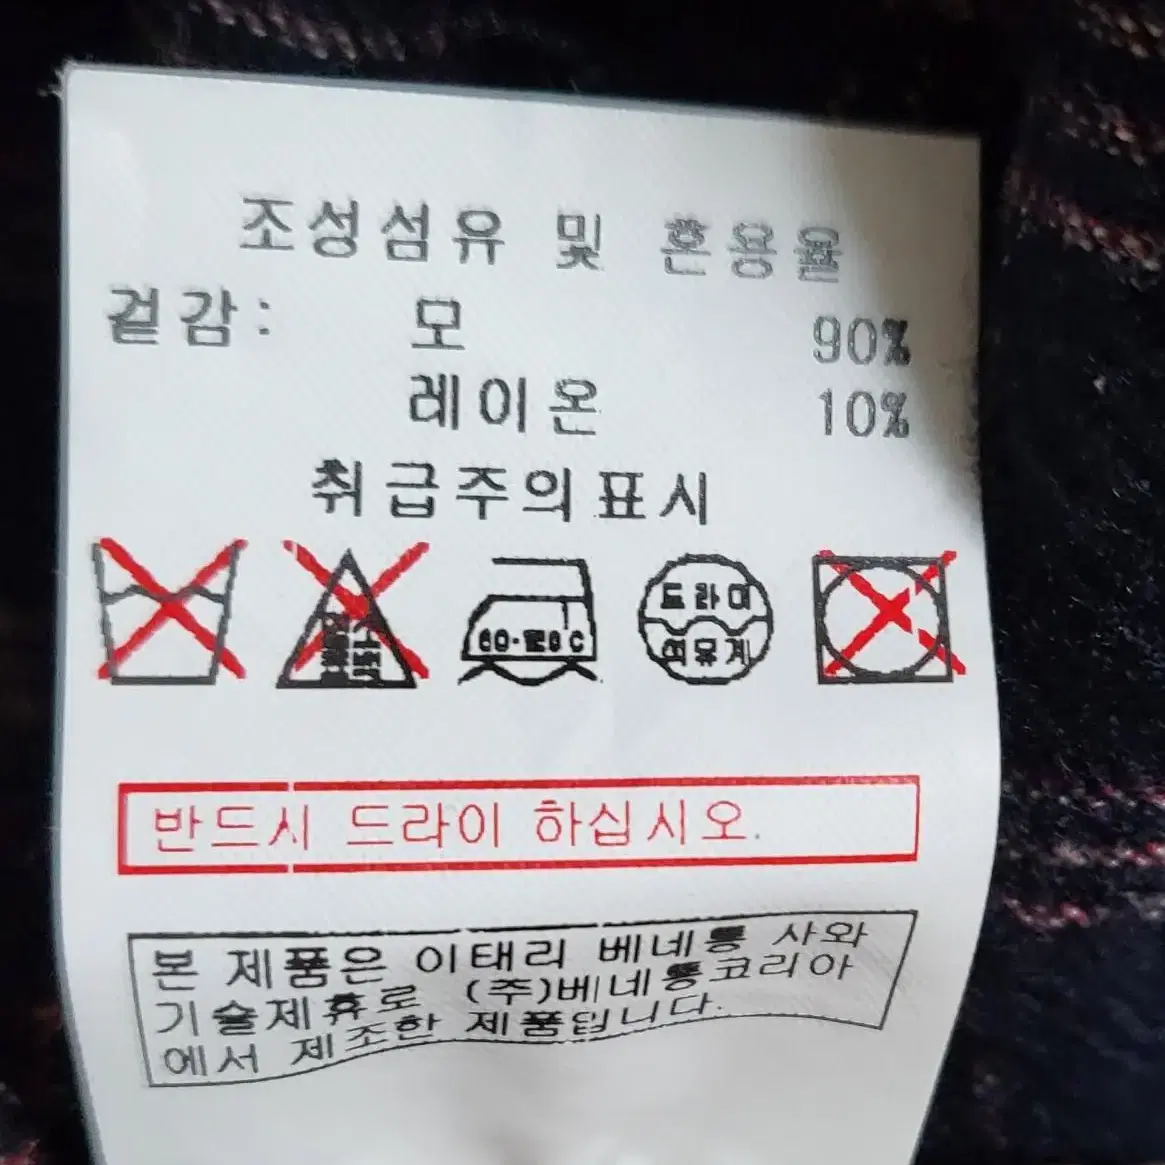 조성섬유 및 혼용율
겉감: 모 90%
레이온 10%
취급주의표시
드라이
석유계
반드시 드라이 하십시오.
본 제품은 이태리 베네통 사와
기술제휴로 (주)베네통코리아
에서 제조한 제품입니다.